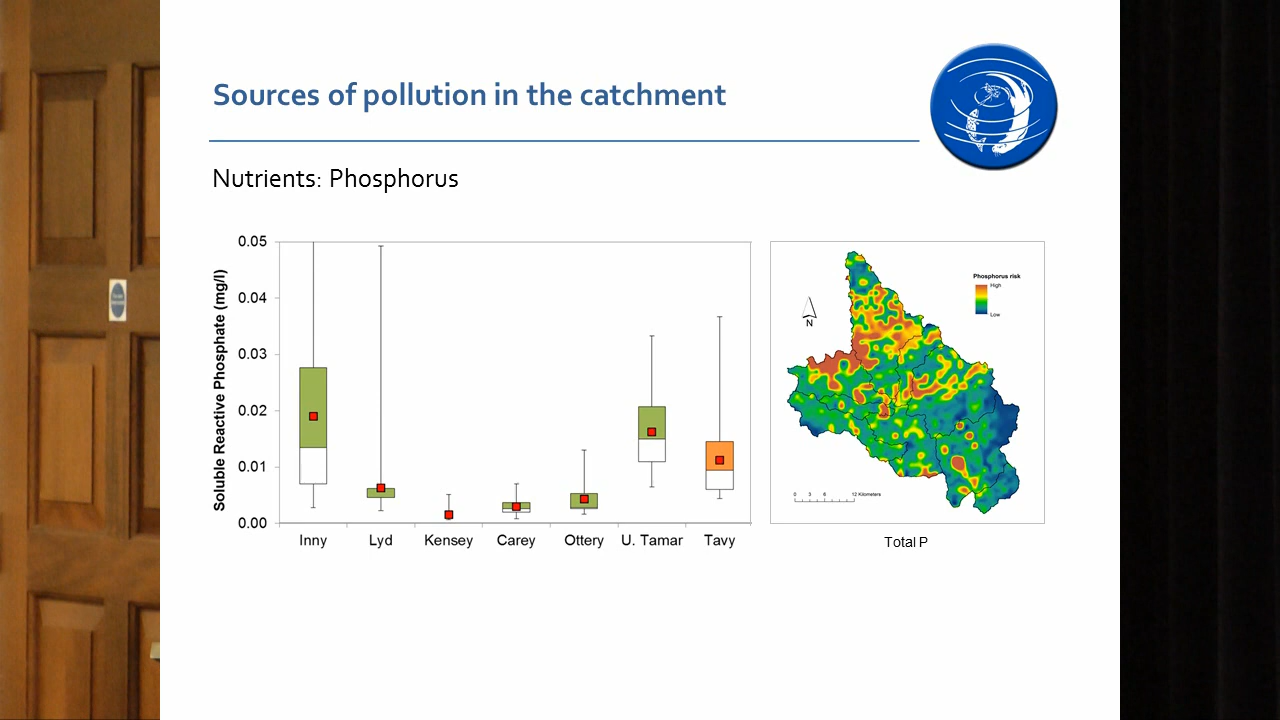 Sources of pollution in the catchment
Nutrients: Phosphorus
Soluble Reactive Phosphate (mg/l)
0.05
0.04
0.03
0.02
0.01
0.00
Inny Lyd Kensey Carey Ottery U. Tamar Tavy
Phosphorus risk
High
Low
N
0 3 6 12 Kilometers
Total P